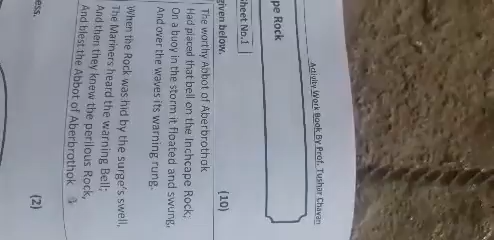 Activity Work Book By Prof. Tushar Chavan
pe Rock
sheet No.1
given below. (10)
The worthy Abbot of Aberbrothok
Had placed that bell on the Inchcape Rock;
On a buoy in the storm it floated and swung,
And over the waves its warning rung.
When the Rock was hid by the surge's swell,
The Mariners heard the warning Bell;
And then they knew the perilous Rock,
And blest the Abbot of Aberbrothok
ess. (2)